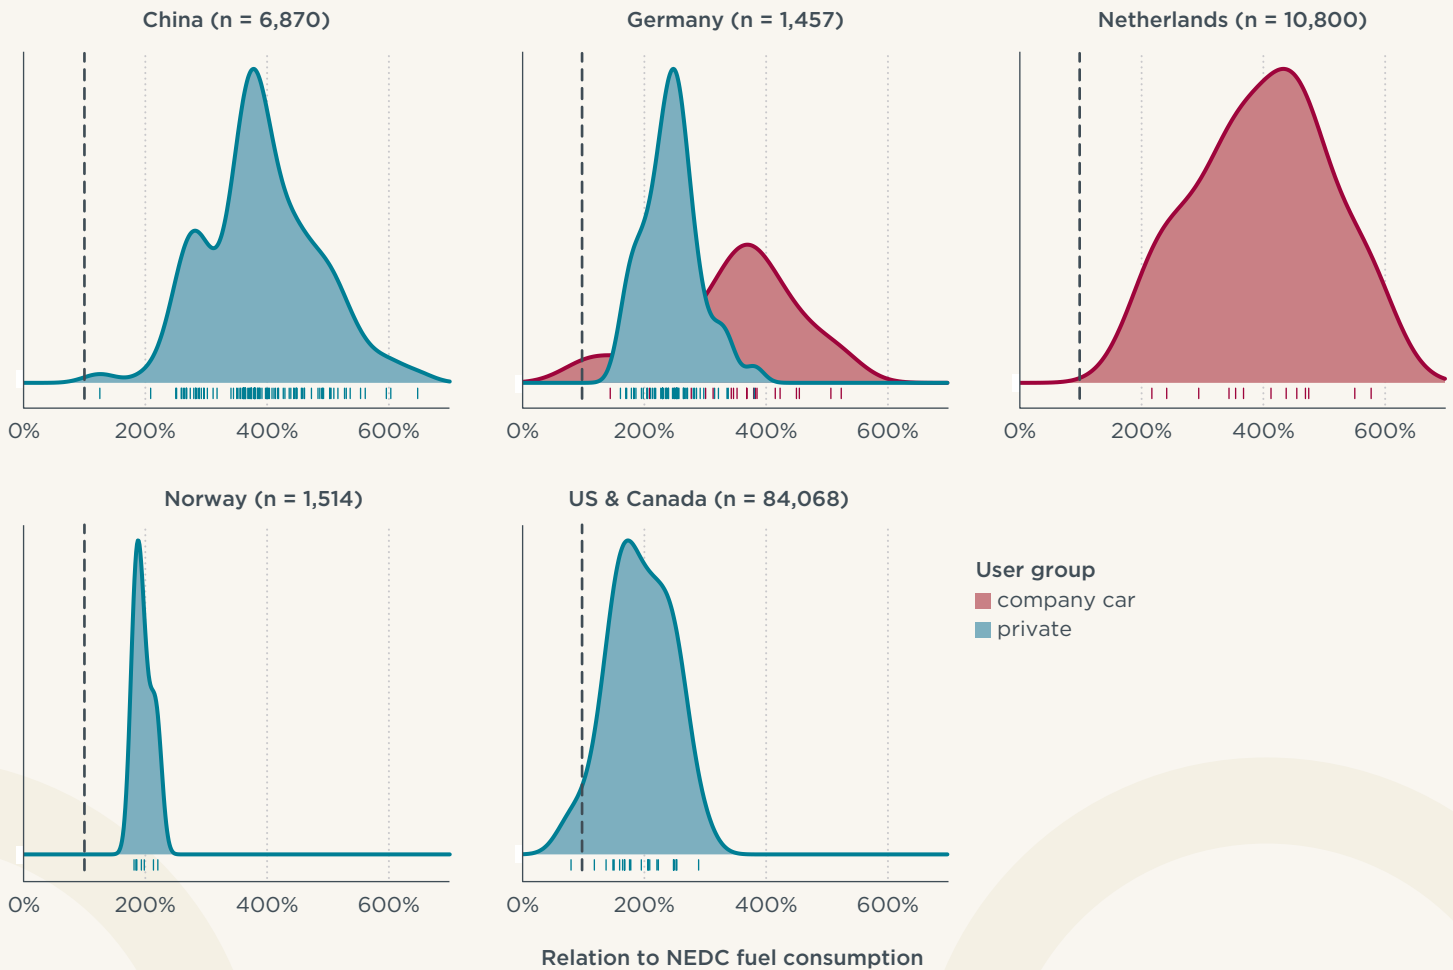 China (n = 6,870)
Germany (n = 1,457)
Netherlands (n = 10,800)
0% 200% 400% 600%
0% 200% 400% 600%
0% 200% 400% 600%
Norway (n = 1,514)
US & Canada (n = 84,068)
User group
company car
private
0% 200% 400% 600%
0% 200% 400% 600%
Relation to NEDC fuel consumption